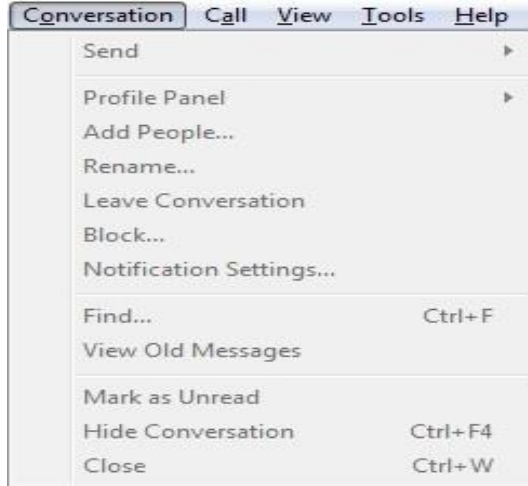 Conversation Call View Tools Help
Send
Profile Panel
Add People...
Rename...
Leave Conversation
Block...
Notification Settings...
Find... Ctrl+F
View Old Messages
Mark as Unread
Hide Conversation Ctrl+F4
Close Ctrl+W